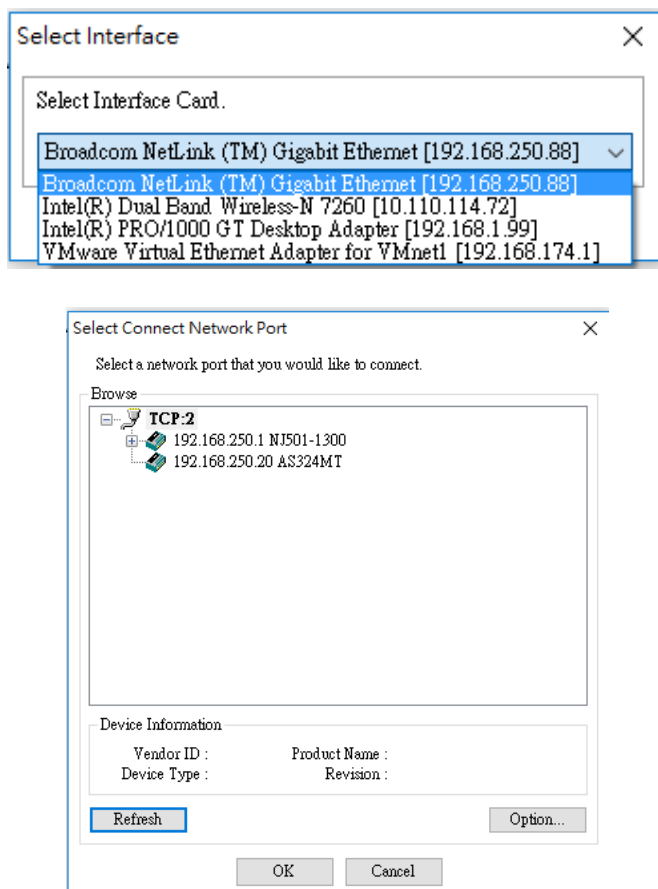 Select Interface
Select Interface Card.
Broadcom NetLink (TM) Gigabit Ethernet [192.168.250.88]
Broadcom NetLink (TM) Gigabit Ethernet [192.168.250.88]
Intel(R) Dual Band Wireless-N 7260 [10.110.114.72]
Intel(R) PRO/1000 GT Desktop Adapter [192.168.1.99]
VMware Virtual Ethernet Adapter for VMnet1 [192.168.174.1]
Select Connect Network Port
Select a network port that you would like to connect.
Browse
TCP:2
192.168.250.1 NJ501-1300
192.168.250.20 AS324MT
Device Information
Vendor ID : Product Name :
Device Type : Revision :
Refresh Option...
OK Cancel